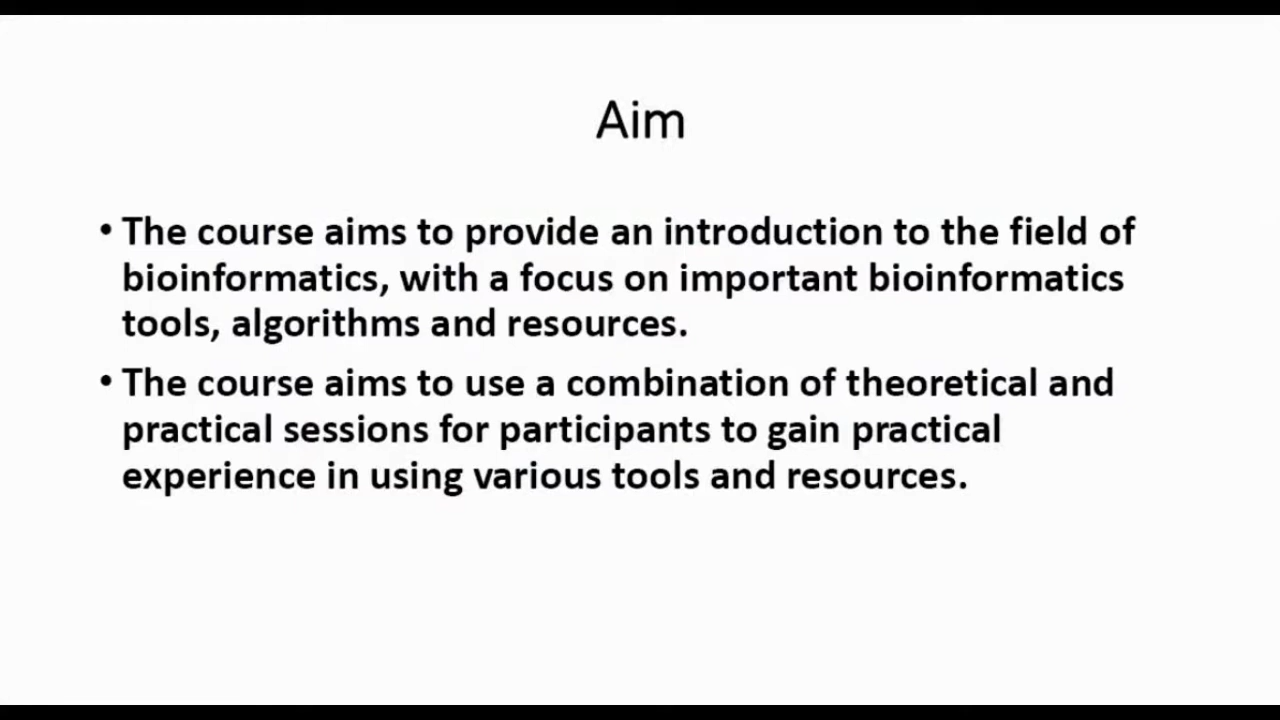 Aim
• The course aims to provide an introduction to the field of
bioinformatics, with a focus on important bioinformatics
tools, algorithms and resources.
• The course aims to use a combination of theoretical and
practical sessions for participants to gain practical
experience in using various tools and resources.